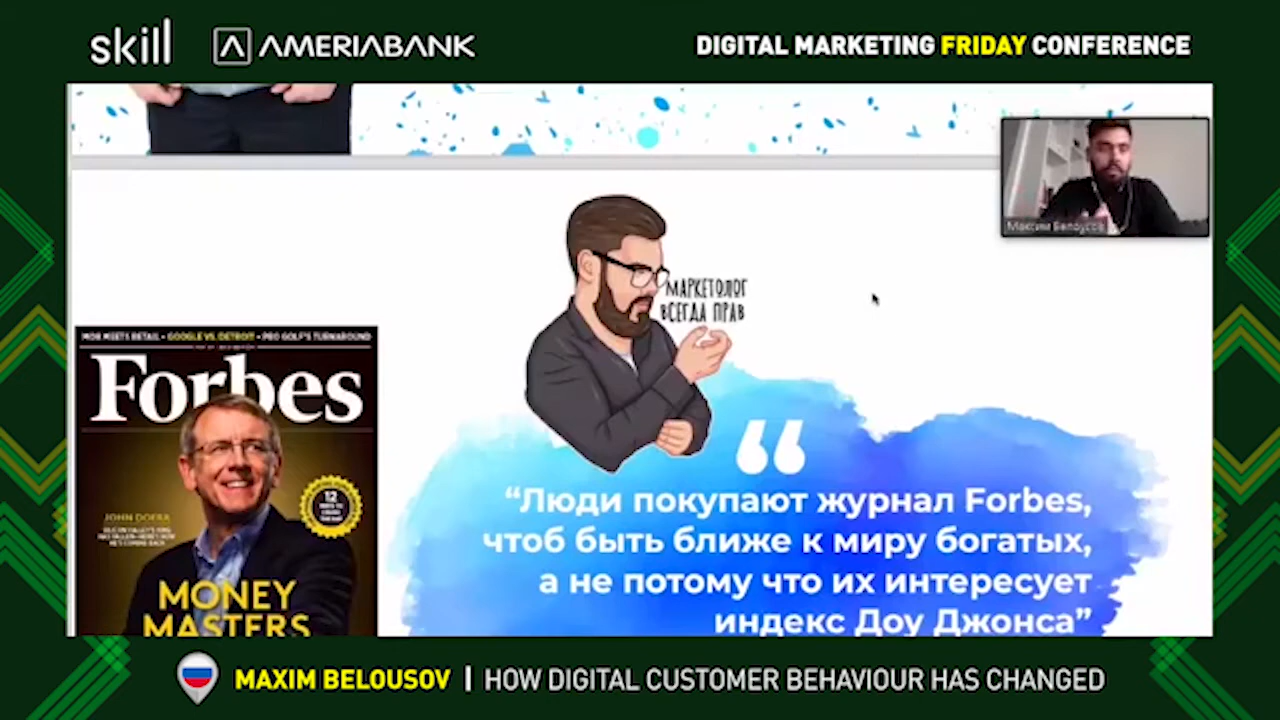 skill
AMERIABANK
DIGITAL MARKETING FRIDAY CONFERENCE
Максим Белоусов
МАРКЕТОЛОГ
ВСЕГДА ПРАВ
MOB MEETS RETAIL • GOOGLE VS. DETROIT • PRO GOLF'S TURNAROUND
Forbes
JOHN DOERR
12
MONEY
MASTERS
“Люди покупают журнал Forbes,
чтоб быть ближе к миру богатых,
а не потому что их интересует
индекс Доу Джонса”
MAXIM BELOUSOV | HOW DIGITAL CUSTOMER BEHAVIOUR HAS CHANGED